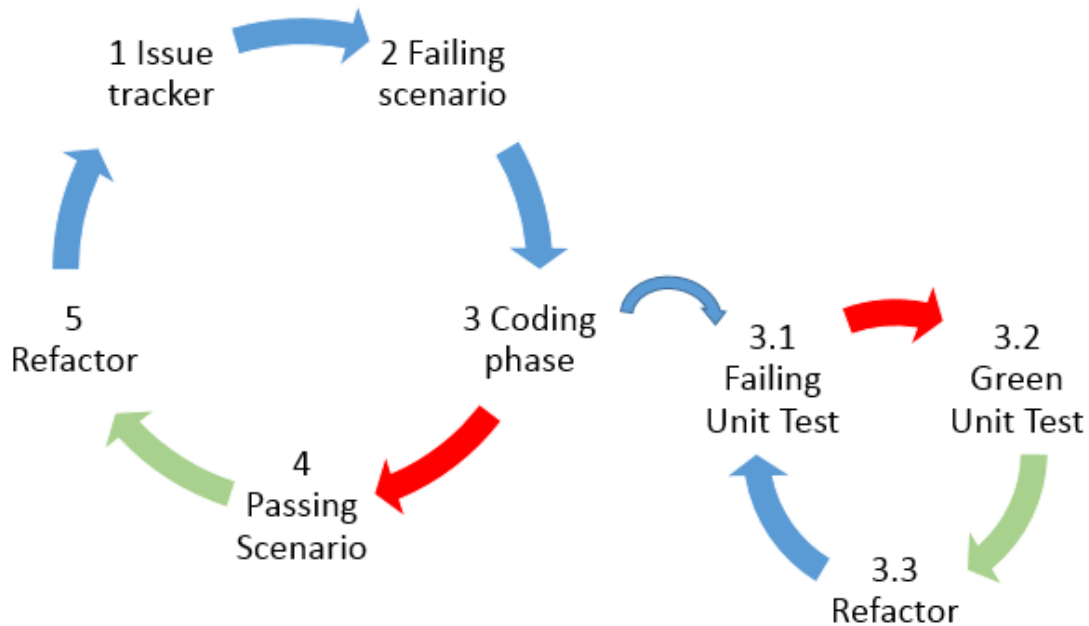 1 Issue
tracker
2 Failing
scenario
3 Coding
phase
3.1
Failing
Unit Test
3.2
Green
Unit Test
3.3
Refactor
4
Passing
Scenario
5
Refactor